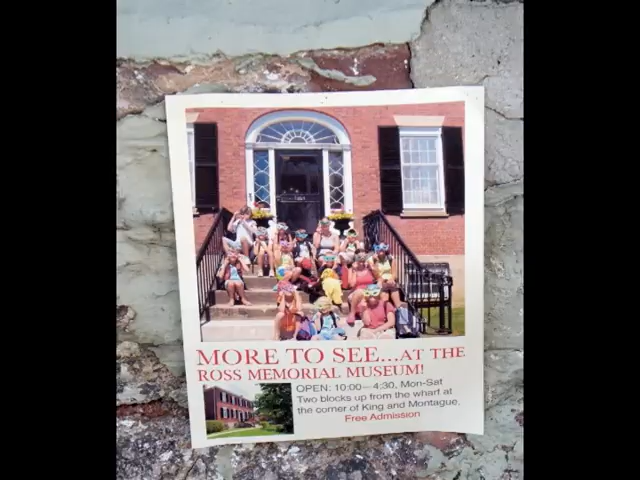 MORE TO SEE...AT THE
ROSS MEMORIAL MUSEUM!
OPEN: 10:00 — 4:30, Mon-Sat
Two blocks up from the wharf at
the corner of King and Montague.
Free Admission